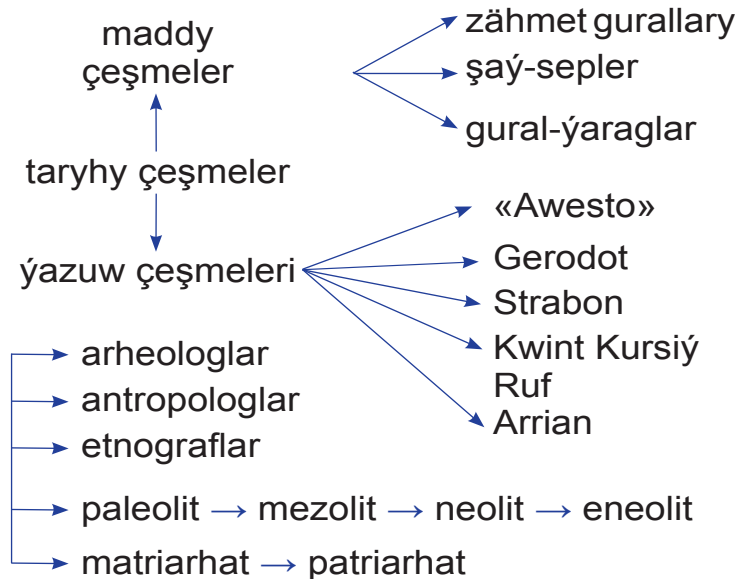 maddy
çeşmeler
zähmet gurallary
şaý-sepler
gural-ýaraglar
taryhy çeşmeler
ýazuw çeşmeleri
«Awesto»
Gerodot
Strabon
Kwint Kursiý
Ruf
Arrian
arheologlar
antropologlar
etnograflar
paleolit → mezolit → neolit → eneolit
matriarhat → patriarhat